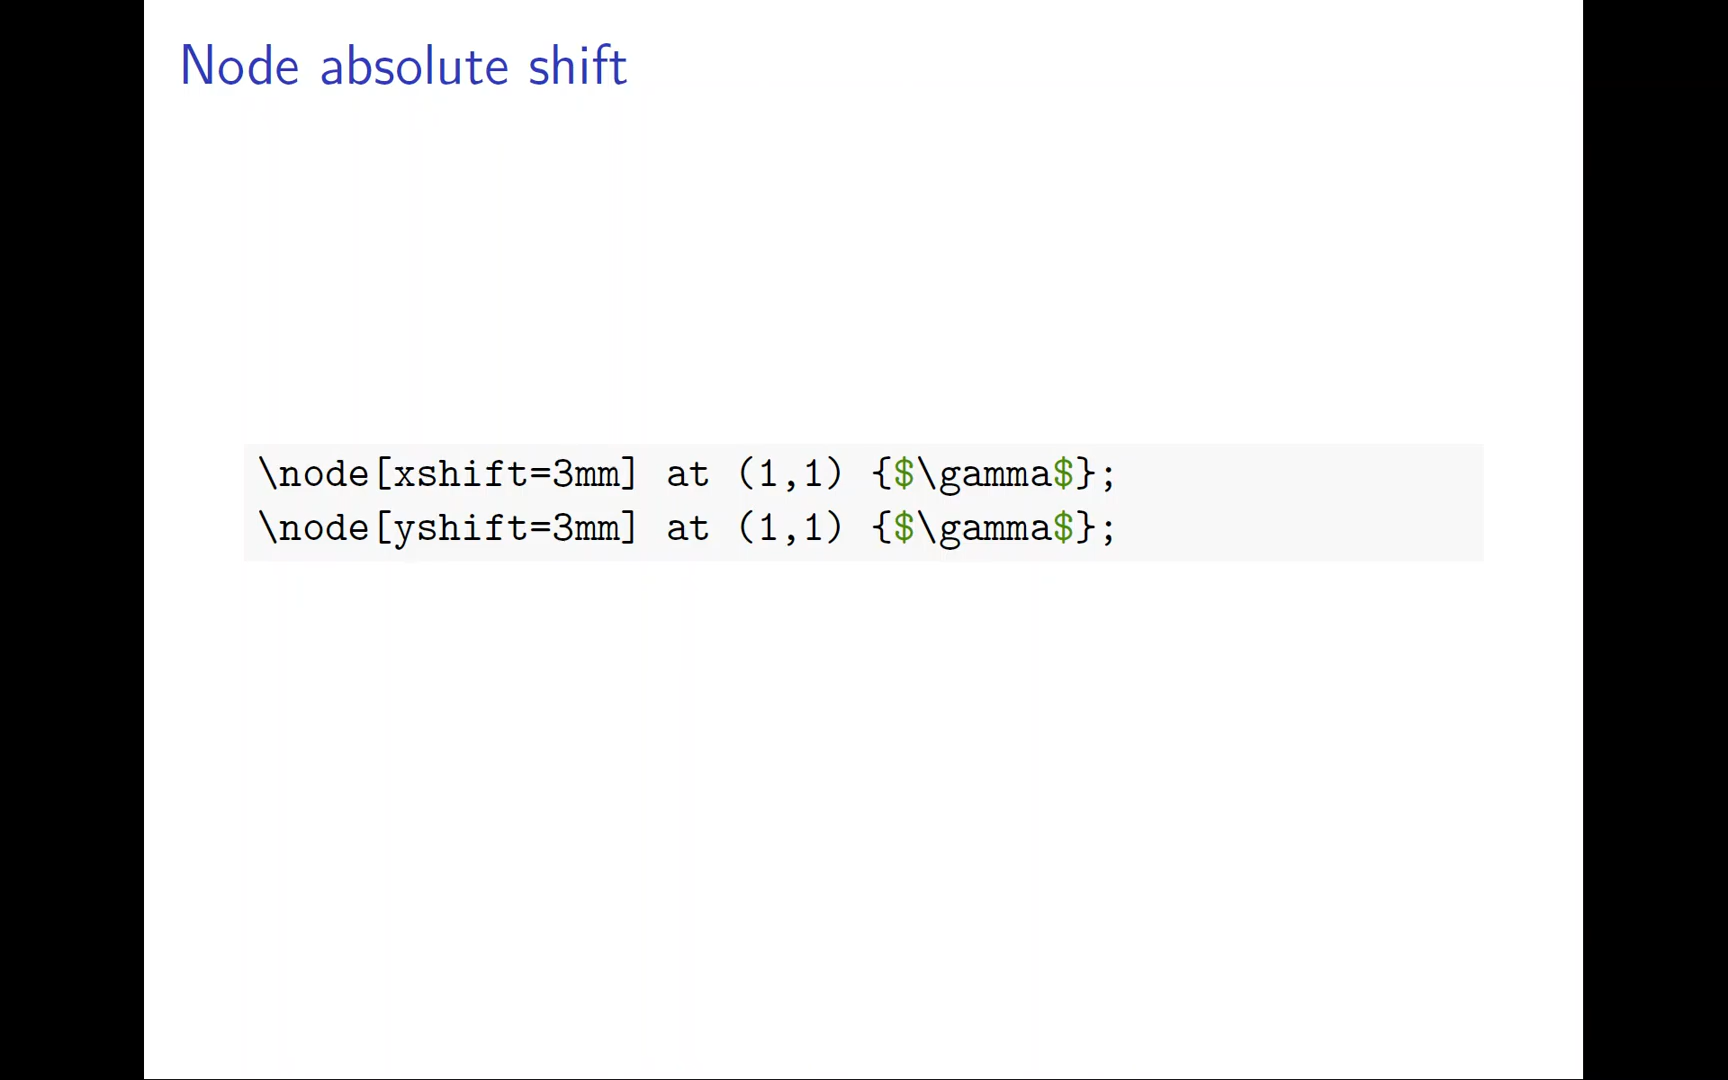 Node absolute shift
\node[xshift=3mm] at (1,1) {$\gamma$};
\node[yshift=3mm] at (1,1) {$\gamma$};